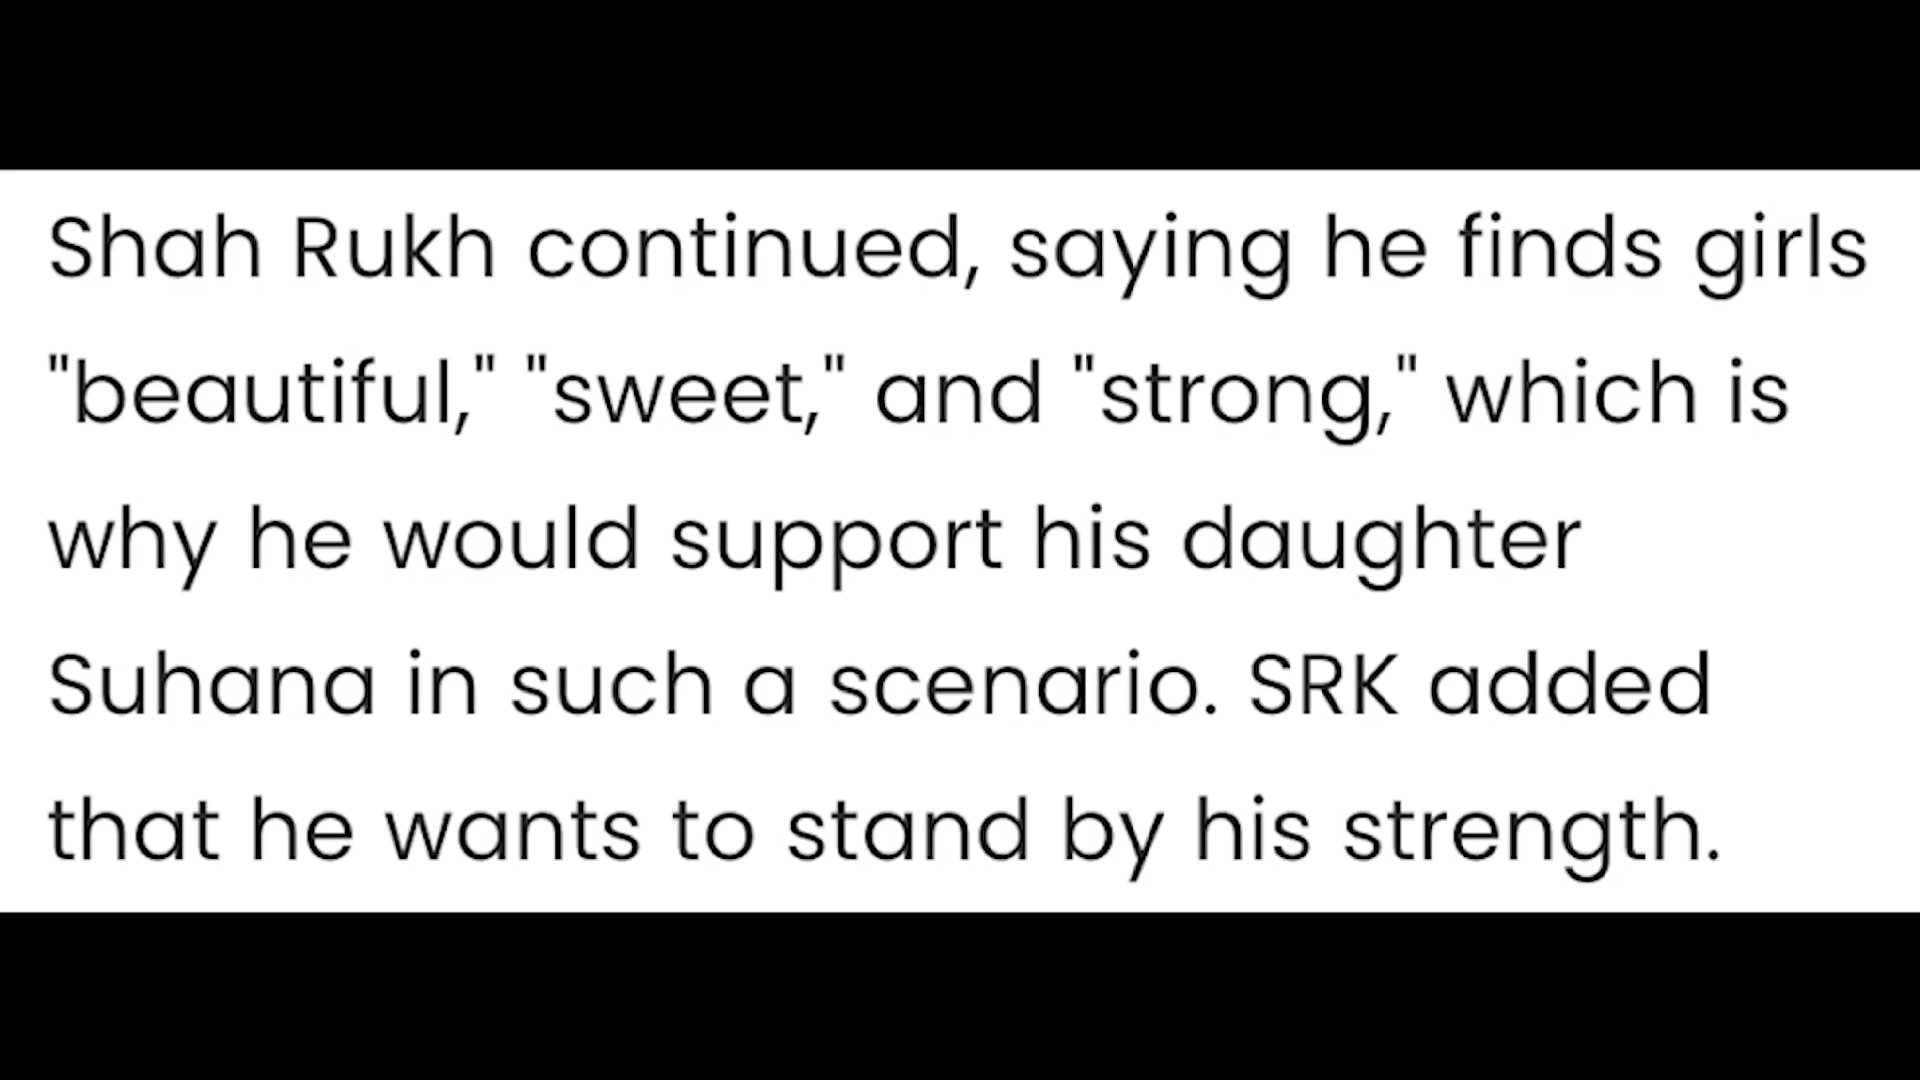 Shah Rukh continued, saying he finds girls
"beautiful," "sweet," and "strong," which is
why he would support his daughter
Suhana in such a scenario. SRK added
that he wants to stand by his strength.